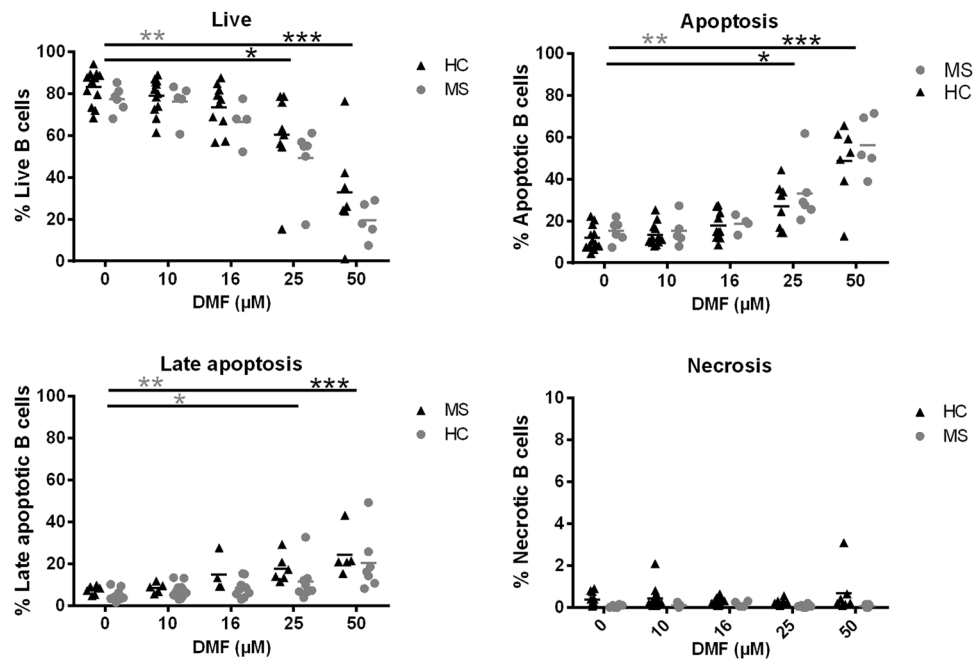 Live
** ***
*
% Live B cells
100
80
60
40
20
0
0 10 16 25 50
DMF (µM)
HC
MS
Apoptosis
** ***
*
% Apoptotic B cells
100
80
60
40
20
0
0 10 16 25 50
DMF (µM)
MS
HC
Late apoptosis
** ***
*
% Late apoptotic B cells
100
80
60
40
20
0
0 10 16 25 50
DMF (µM)
MS
HC
Necrosis
% Necrotic B cells
10
8
6
4
2
0
0 10 16 25 50
DMF (µM)
HC
MS